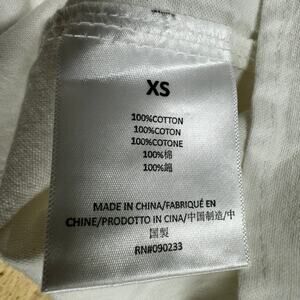 XS
100%COTTON
100%COTON
100%COTONE
100%棉
100%綿
MADE IN CHINA/FABRIQUÉ EN
CHINE/PRODOTTO IN CINA/中国制造/中
国製
RN#090233